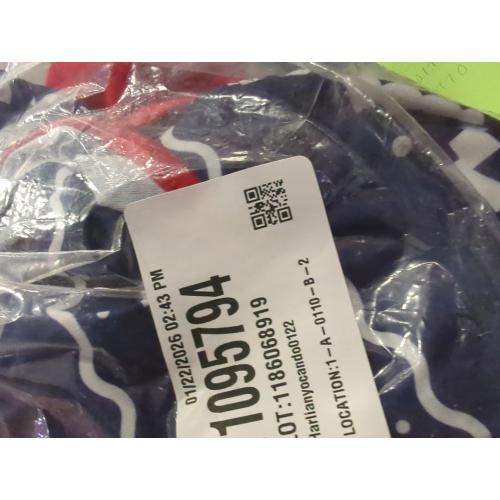 01/22/2026 02:43 PM
1095794
LOT:1186068919
Harlianyocando0122
LOCATION:1-A-0110-B-2